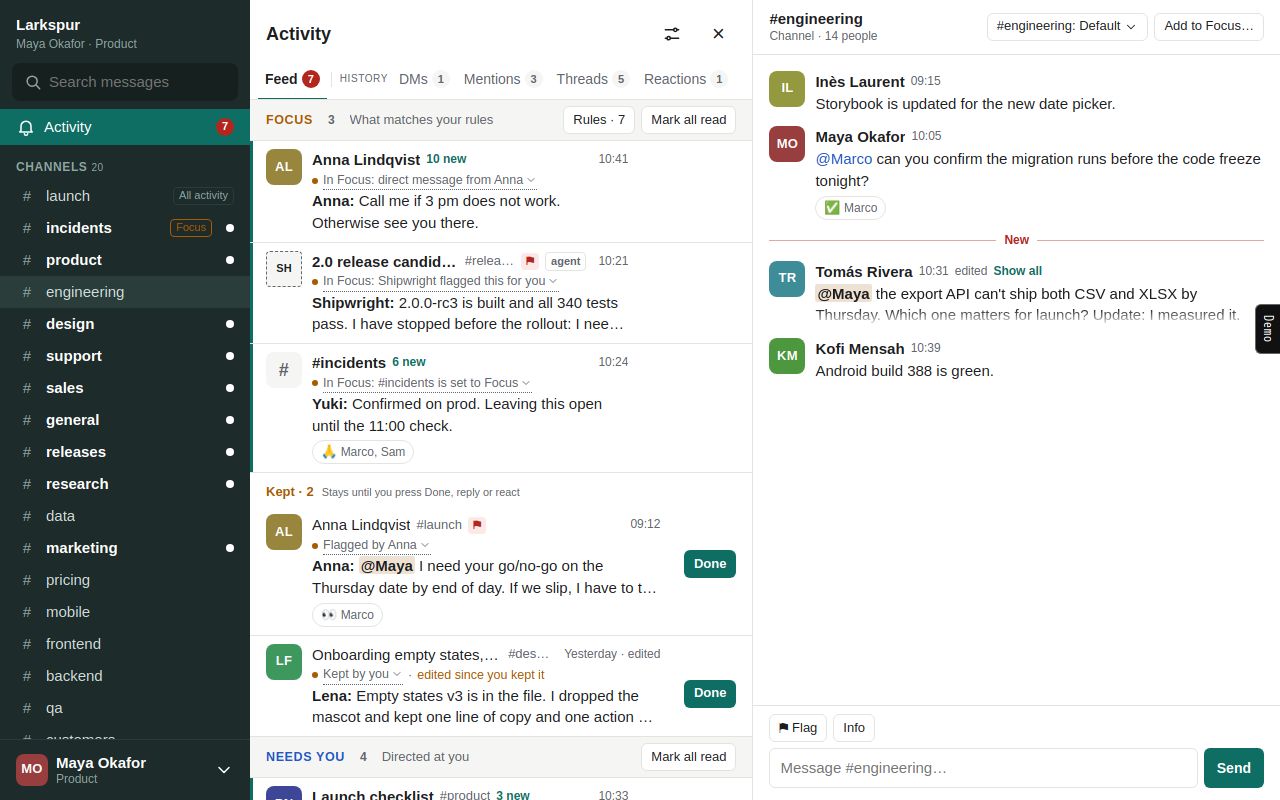 Larkspur
Maya Okafor · Product
Search messages
Activity 7
CHANNELS 20
# launch All activity
# incidents Focus
# product
# engineering
# design
# support
# sales
# general
# releases
# research
# data
# marketing
# pricing
# mobile
# frontend
# backend
# qa
# customers
MO Maya Okafor
Product
Activity
Feed 7 HISTORY DMs 1 Mentions 3 Threads 5 Reactions 1
FOCUS 3 What matches your rules Rules · 7 Mark all read
AL Anna Lindqvist 10 new 10:41
In Focus: direct message from Anna
Anna: Call me if 3 pm does not work.
Otherwise see you there.
SH 2.0 release candid… #relea… agent 10:21
In Focus: Shipwright flagged this for you
Shipwright: 2.0.0-rc3 is built and all 340 tests
pass. I have stopped before the rollout: I nee…
# #incidents 6 new 10:24
In Focus: #incidents is set to Focus
Yuki: Confirmed on prod. Leaving this open
until the 11:00 check.
🙏 Marco, Sam
Kept · 2 Stays until you press Done, reply or react
AL Anna Lindqvist #launch 09:12
Flagged by Anna
Anna: @Maya I need your go/no-go on the
Thursday date by end of day. If we slip, I have to t…
Done
👀 Marco
LF Onboarding empty states,… #des… Yesterday · edited
Kept by you · edited since you kept it
Lena: Empty states v3 is in the file. I dropped the
mascot and kept one line of copy and one action …
Done
NEEDS YOU 4 Directed at you Mark all read
Launch checklist #product 3 new 10:33
#engineering
Channel · 14 people
#engineering: Default
Add to Focus…
IL Inès Laurent 09:15
Storybook is updated for the new date picker.
MO Maya Okafor 10:05
@Marco can you confirm the migration runs before the code freeze
tonight?
✅ Marco
New
TR Tomás Rivera 10:31 edited Show all
@Maya the export API can't ship both CSV and XLSX by
Thursday. Which one matters for launch? Update: I measured it.
KM Kofi Mensah 10:39
Android build 388 is green.
Demo
Flag Info
Message #engineering…
Send